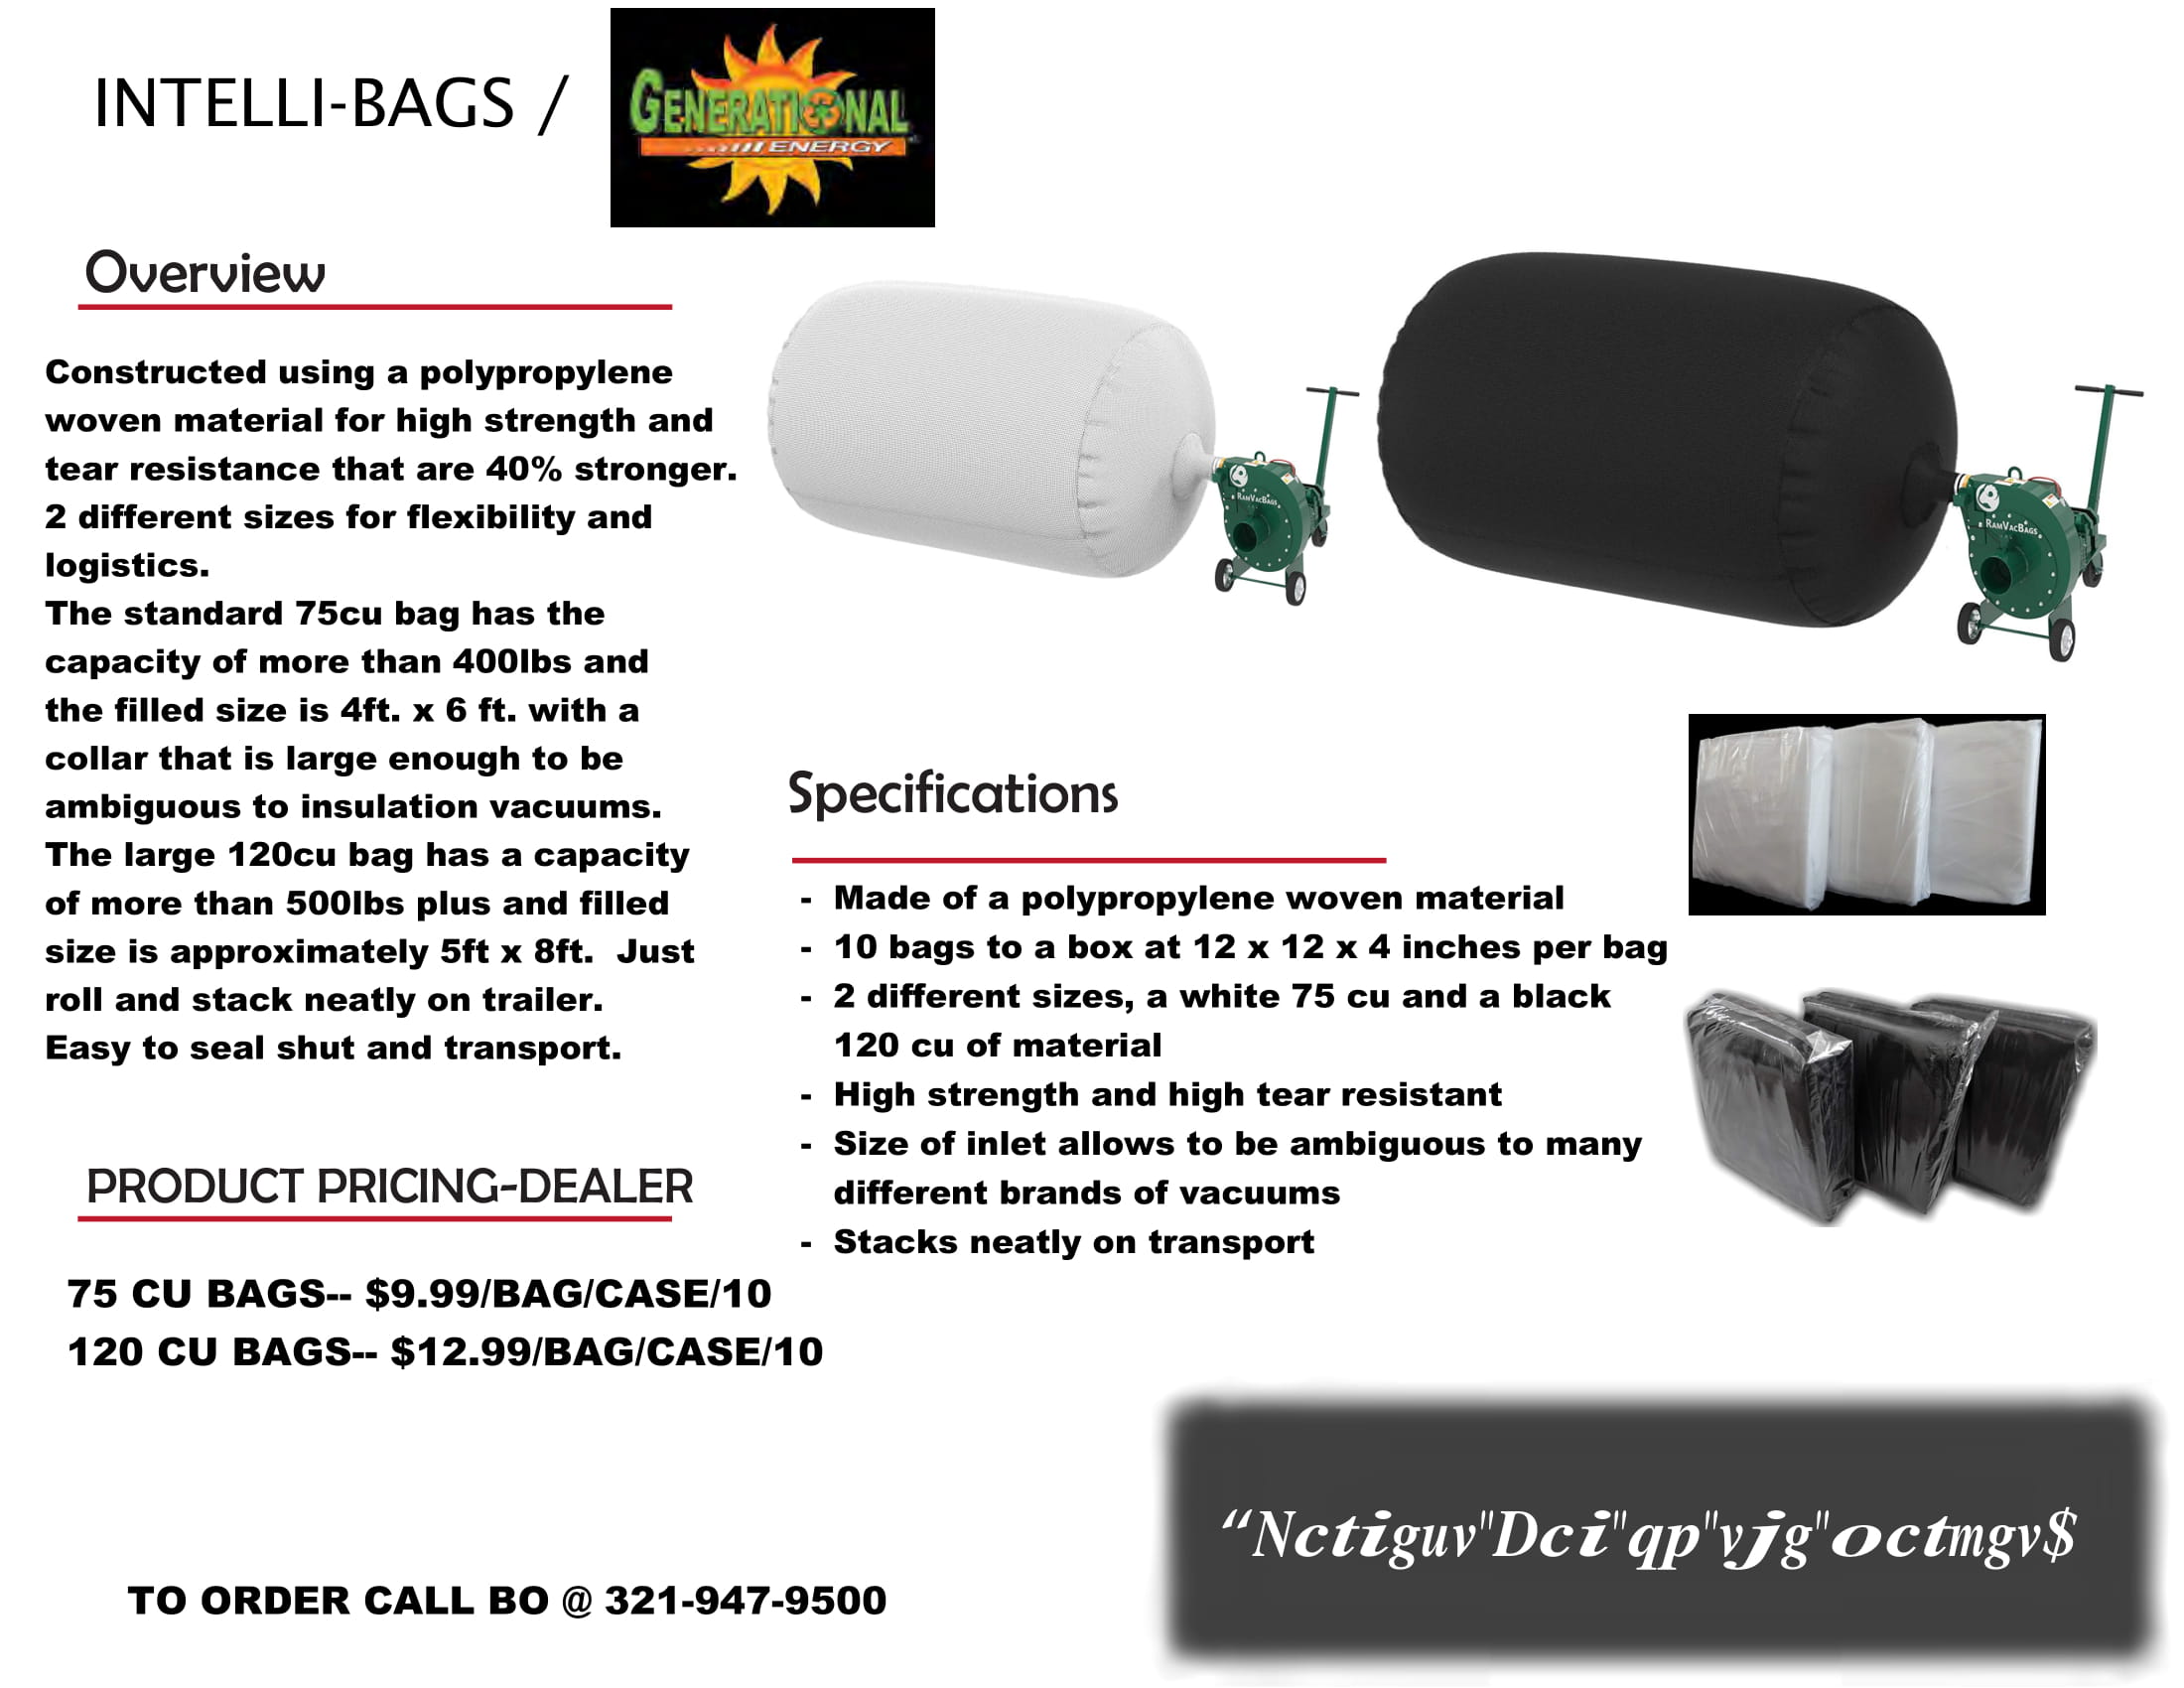 INTELLI-BAGS /
GENERATIONAL
ENERGY
Overview
Constructed using a polypropylene
woven material for high strength and
tear resistance that are 40% stronger.
2 different sizes for flexibility and
logistics.
The standard 75cu bag has the
capacity of more than 400lbs and
the filled size is 4ft. x 6 ft. with a
collar that is large enough to be
ambiguous to insulation vacuums.
The large 120cu bag has a capacity
of more than 500lbs plus and filled
size is approximately 5ft x 8ft.  Just
roll and stack neatly on trailer.
Easy to seal shut and transport.
RAMVACBAGS
RAMVACBAGS
Specifications
- Made of a polypropylene woven material
- 10 bags to a box at 12 x 12 x 4 inches per bag
- 2 different sizes, a white 75 cu and a black
120 cu of material
- High strength and high tear resistant
- Size of inlet allows to be ambiguous to many
different brands of vacuums
- Stacks neatly on transport
PRODUCT PRICING-DEALER
75 CU BAGS-- $9.99/BAG/CASE/10
120 CU BAGS-- $12.99/BAG/CASE/10
TO ORDER CALL BO @ 321-947-9500
“Nctiguv"Dci"qp"vjg"octmgv$